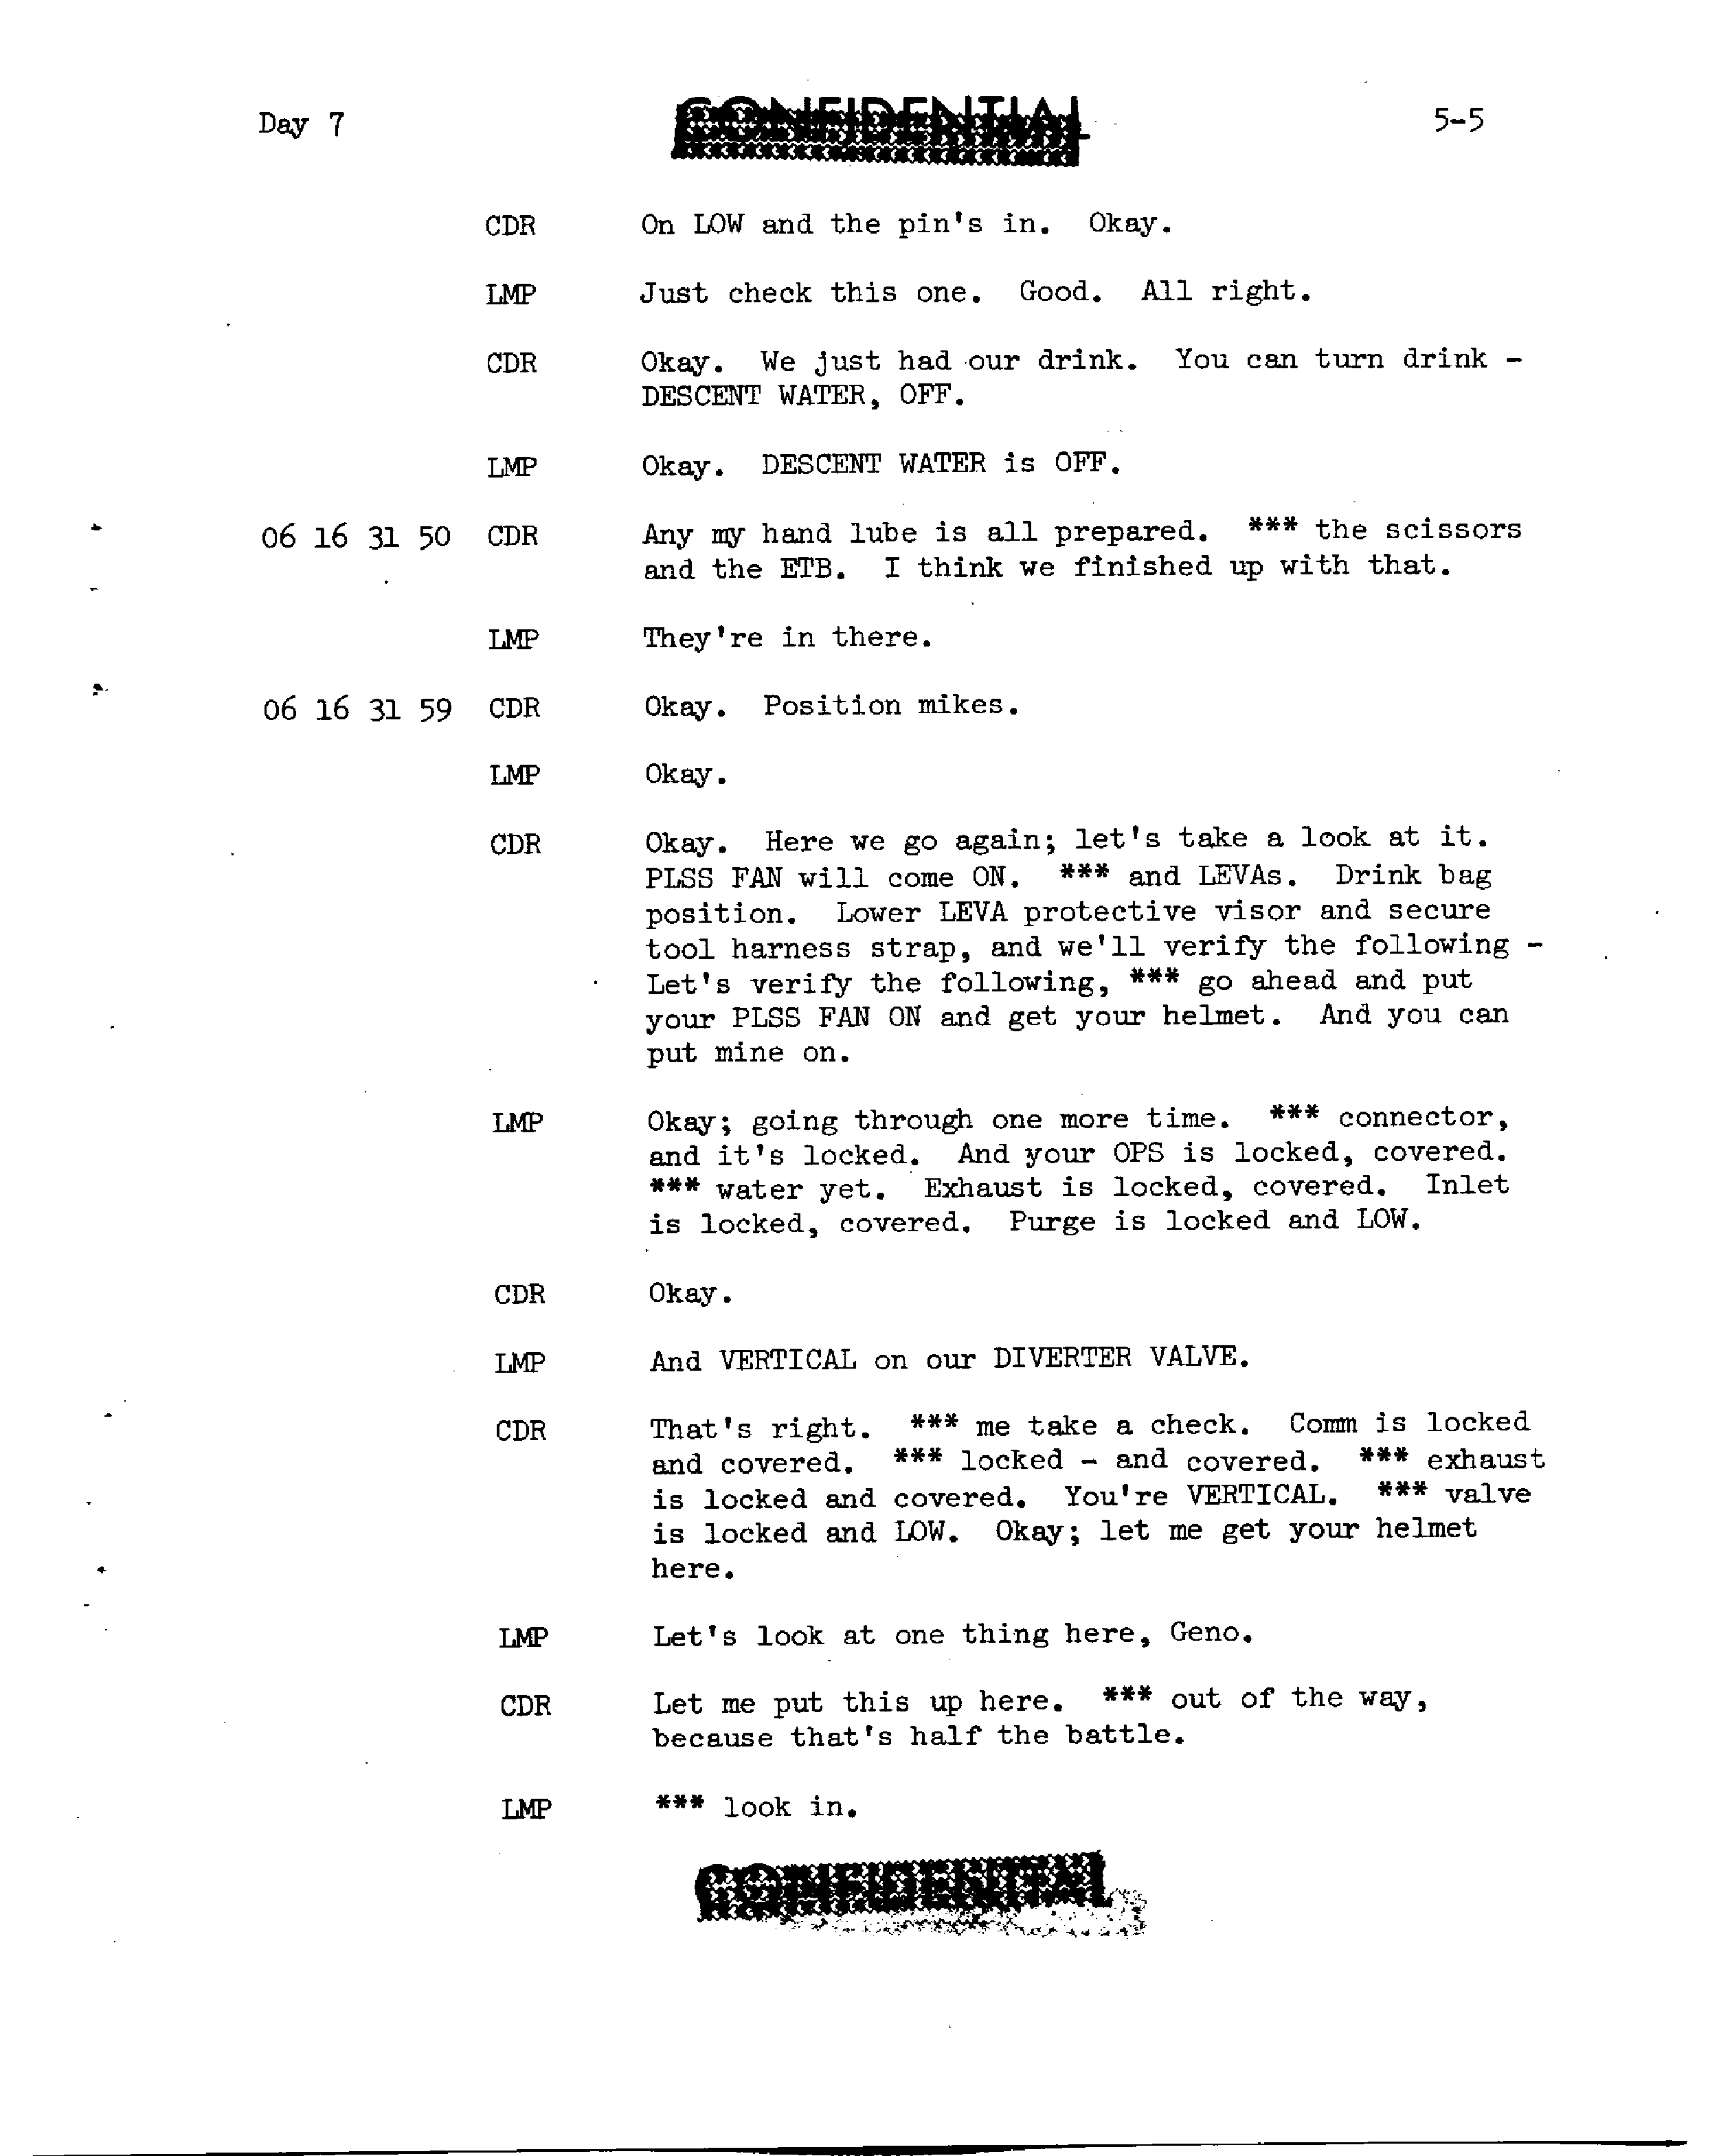 Day 7 CONFIDENTIAL 5-5
CDR On LOW and the pin's in. Okay.
LMP Just check this one. Good. All right.
CDR Okay. We just had our drink. You can turn drink -
DESCENT WATER, OFF.
LMP Okay. DESCENT WATER is OFF.
06 16 31 50 CDR Any my hand lube is all prepared. *** the scissors
and the ETB. I think we finished up with that.
LMP They're in there.
06 16 31 59 CDR Okay. Position mikes.
LMP Okay.
CDR Okay. Here we go again; let's take a look at it.
PLSS FAN will come ON. *** and LEVAs. Drink bag
position. Lower LEVA protective visor and secure
tool harness strap, and we'll verify the following -
Let's verify the following, *** go ahead and put
your PLSS FAN ON and get your helmet. And you can
put mine on.
LMP Okay; going through one more time. *** connector,
and it's locked. And your OPS is locked, covered.
*** water yet. Exhaust is locked, covered. Inlet
is locked, covered. Purge is locked and LOW.
CDR Okay.
LMP And VERTICAL on our DIVERTER VALVE.
CDR That's right. *** me take a check. Comm is locked
and covered. *** locked - and covered. *** exhaust
is locked and covered. You're VERTICAL. *** valve
is locked and LOW. Okay; let me get your helmet
here.
LMP Let's look at one thing here, Geno.
CDR Let me put this up here. *** out of the way,
because that's half the battle.
LMP *** look in.
CONFIDENTIAL